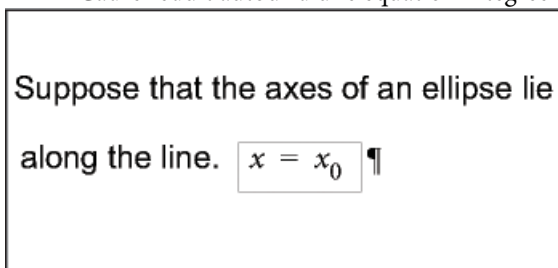 Suppose that the axes of an ellipse lie
along the line. x = x₀ ¶